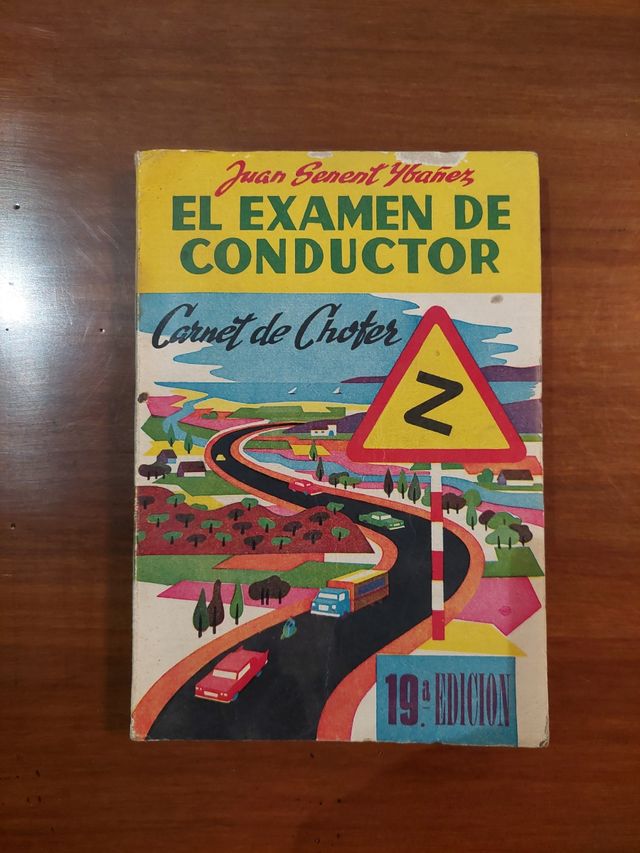 Juan Senent Ybañez
EL EXAMEN DE
CONDUCTOR
Carnet de Chofer
19ª EDICION